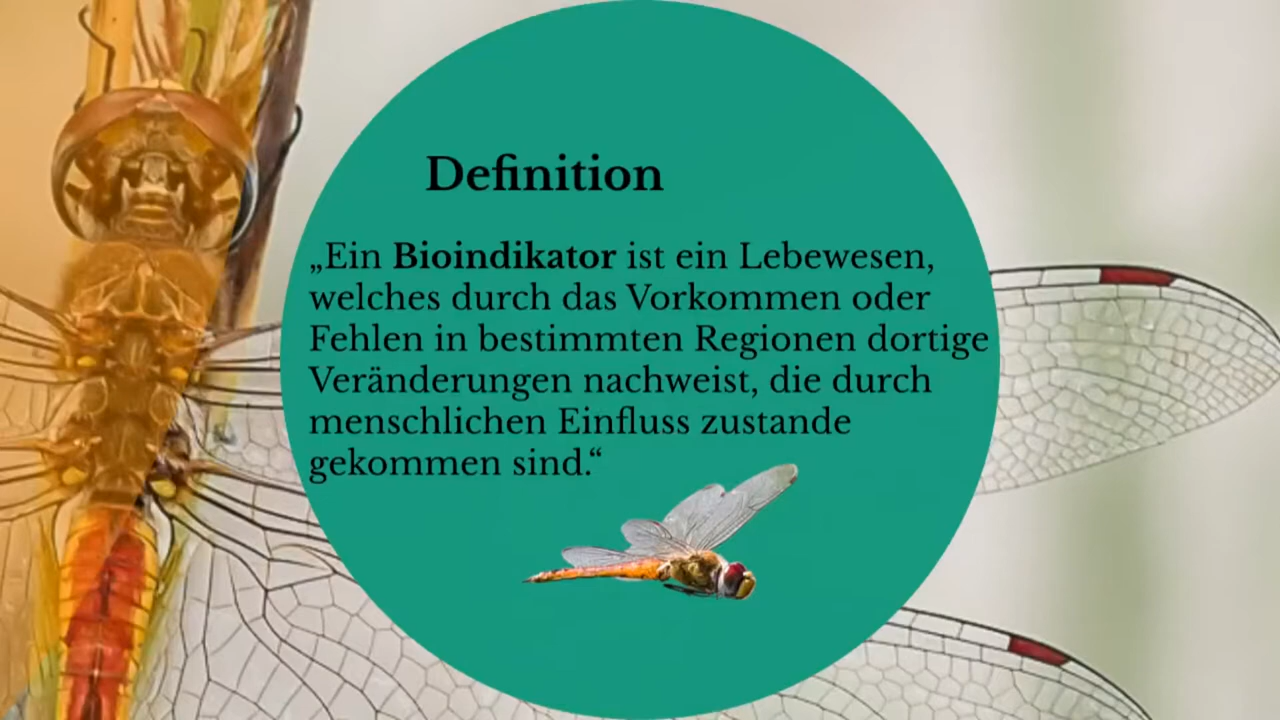 Definition
„Ein Bioindikator ist ein Lebewesen,
welches durch das Vorkommen oder
Fehlen in bestimmten Regionen dortige
Veränderungen nachweist, die durch
menschlichen Einfluss zustande
gekommen sind.“